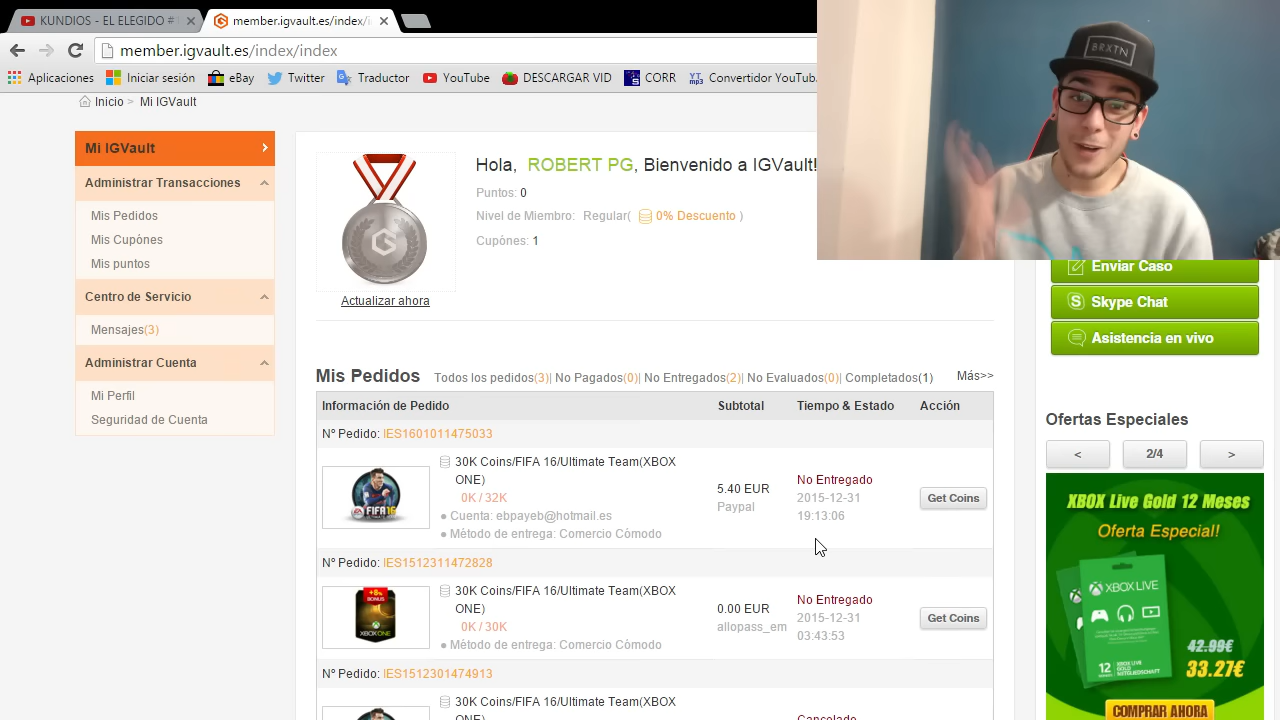 KUNDIOS - EL ELEGIDO #
member.igvault.es/index/i
member.igvault.es/index/index
Aplicaciones
Iniciar sesión
eBay
Twitter
Traductor
YouTube
DESCARGAR VID
CORR
Convertidor YouTub
BRXTN
Inicio > Mi IGVault
Mi IGVault
Administrar Transacciones
Mis Pedidos
Mis Cupónes
Mis puntos
Centro de Servicio
Mensajes(3)
Administrar Cuenta
Mi Perfil
Seguridad de Cuenta
Actualizar ahora
Hola, ROBERT PG, Bienvenido a IGVault!
Puntos: 0
Nivel de Miembro: Regular( 0% Descuento )
Cupónes: 1
Mis Pedidos Todos los pedidos(3)| No Pagados(0)| No Entregados(2)| No Evaluados(0)| Completados(1) Más>>
Información de Pedido Subtotal Tiempo & Estado Acción
Nº Pedido: IES1601011475033
FIFA 16
30K Coins/FIFA 16/Ultimate Team(XBOX
ONE)
0K / 32K
● Cuenta: ebpayeb@hotmail.es
● Método de entrega: Comercio Cómodo
5.40 EUR
Paypal
No Entregado
2015-12-31
19:13:06
Get Coins
Nº Pedido: IES1512311472828
+8%
BONUS
XBOXONE
30K Coins/FIFA 16/Ultimate Team(XBOX
ONE)
0K / 30K
● Método de entrega: Comercio Cómodo
0.00 EUR
allopass_em
No Entregado
2015-12-31
03:43:53
Get Coins
Nº Pedido: IES1512301474913
30K Coins/FIFA 16/Ultimate Team(XBOX
ONE)
Cancelado
Enviar Caso
Skype Chat
Asistencia en vivo
Ofertas Especiales
< 2/4 >
XBOX Live Gold 12 Meses
Oferta Especial!
XBOX LIVE
12
42.99€
33.27€
COMPRAR AHORA